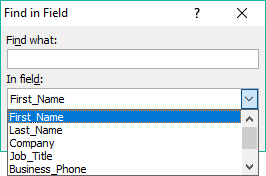 Find in Field ? ×
Find what:
In field:
First_Name
First_Name
Last_Name
Company
Job_Title
Business_Phone